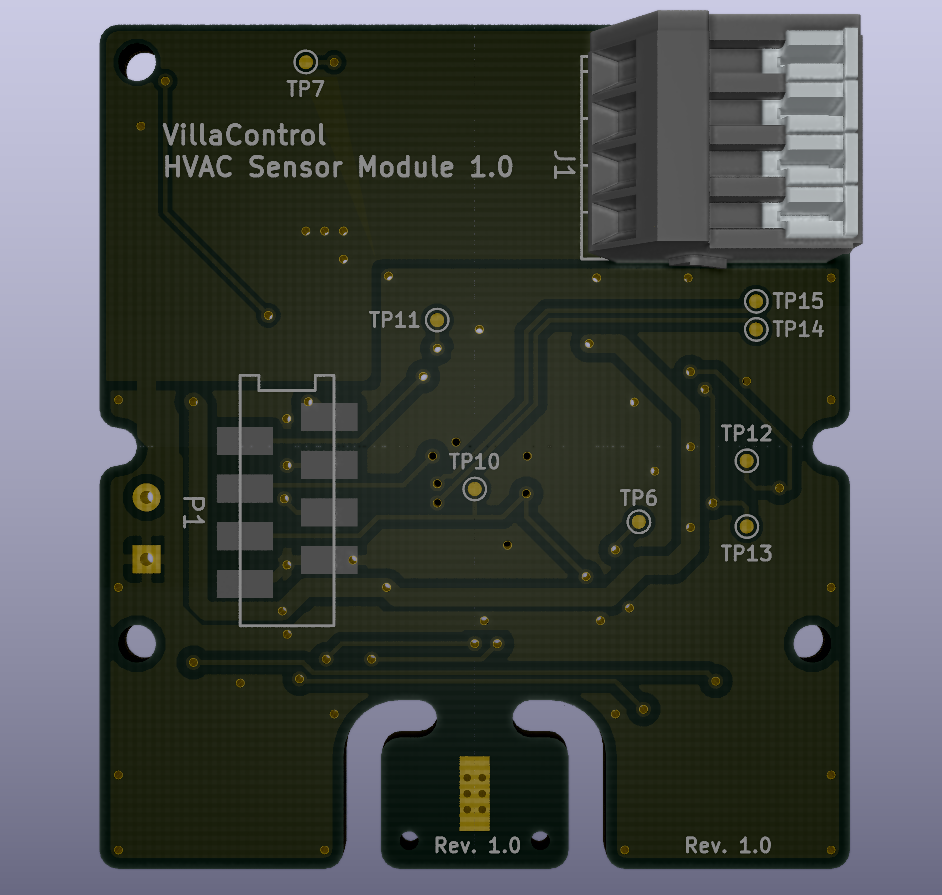 TP7
VillaControl
HVAC Sensor Module 1.0
J1
TP15
TP11
TP14
TP12
TP10
TP6
P1
TP13
Rev. 1.0
Rev. 1.0